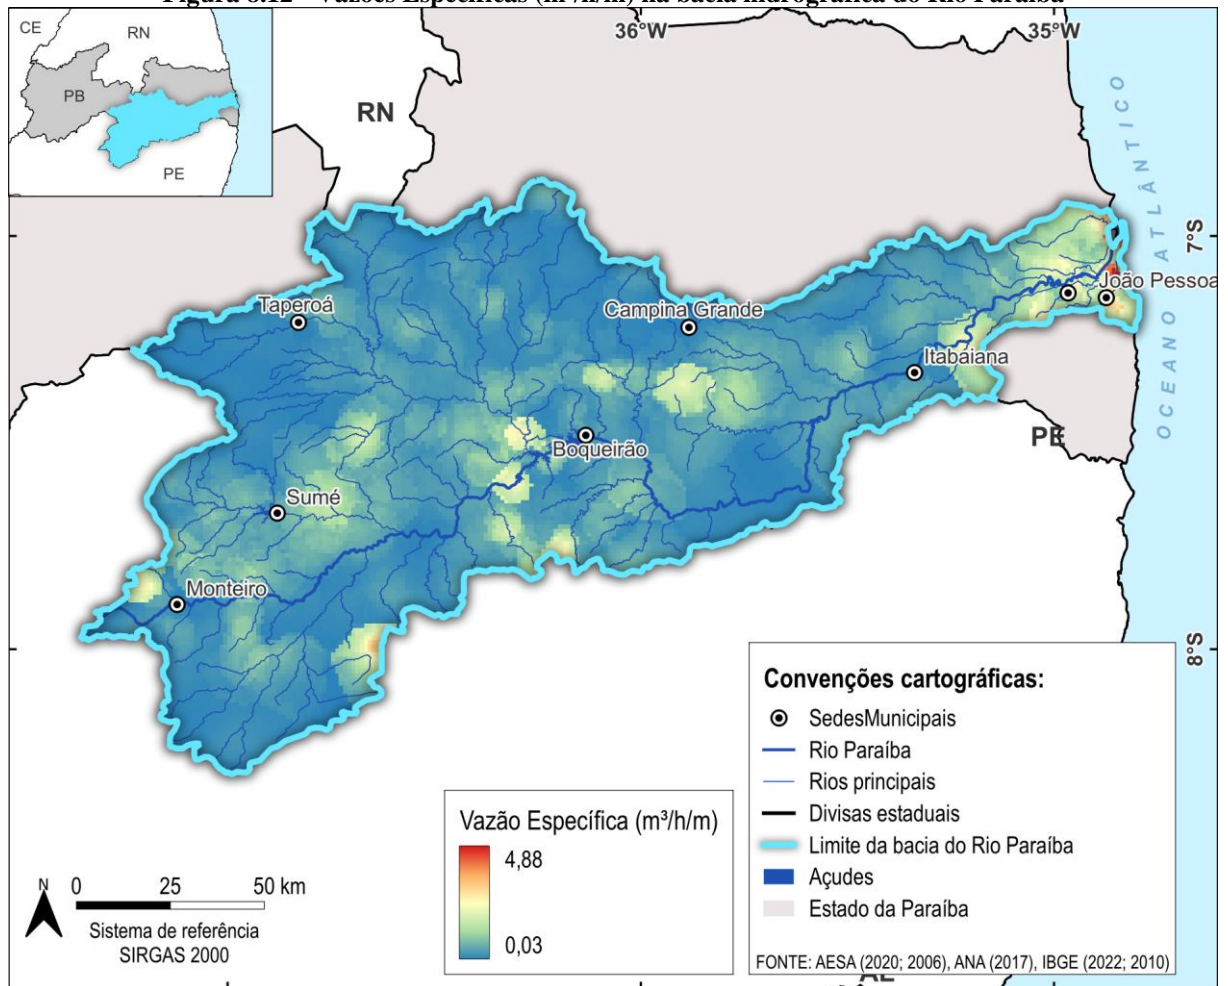 Figura 8.12 - Vazões Específicas (m³/h/m) na bacia hidrográfica do Rio Paraíba
36°W
35°W
CE
RN
PB
PE
RN
OCEANO ATLÂNTICO
7°S
Taperoá
Campina Grande
João Pessoa
Itabaiana
Boqueirão
PE
Sumé
Monteiro
8°S
Convenções cartográficas:
SedesMunicipais
Rio Paraíba
Rios principais
Divisas estaduais
Limite da bacia do Rio Paraíba
Açudes
Estado da Paraíba
FONTE: AESA (2020; 2006), ANA (2017), IBGE (2022; 2010)
Vazão Específica (m³/h/m)
4,88
0,03
N
0 25 50 km
Sistema de referência
SIRGAS 2000
AL